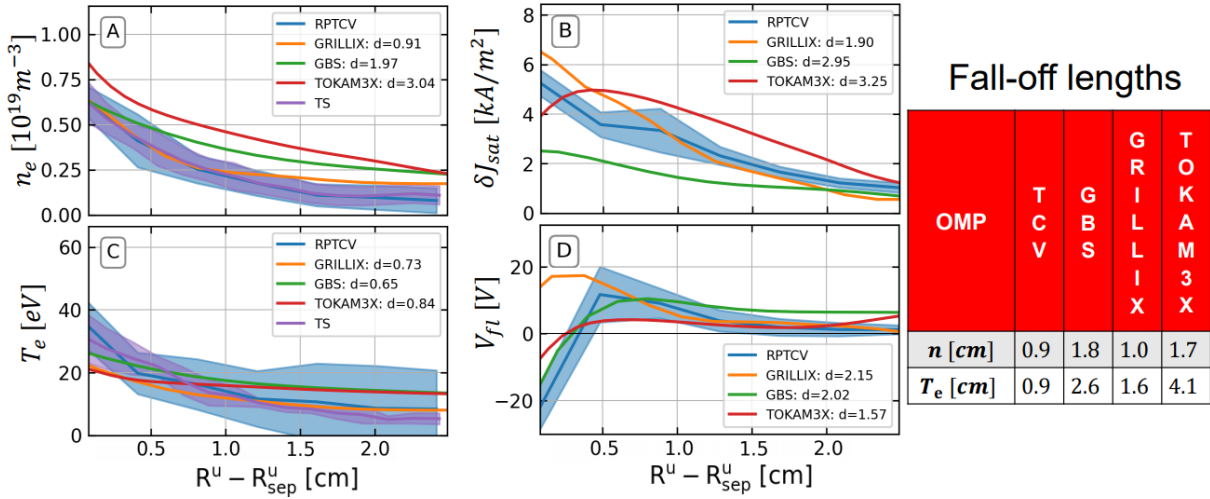 A
n_e [10^19 m^−3]
1.00
0.75
0.50
0.25
0.00
RPTCV
GRILLIX: d=0.91
GBS: d=1.97
TOKAM3X: d=3.04
TS
B
δJ_sat [kA/m^2]
8
6
4
2
0
RPTCV
GRILLIX: d=1.90
GBS: d=2.95
TOKAM3X: d=3.25
C
T_e [eV]
60
40
20
0
RPTCV
GRILLIX: d=0.73
GBS: d=0.65
TOKAM3X: d=0.84
TS
0.5 1.0 1.5 2.0
R^u − R^u_sep [cm]
D
V_fl [V]
20
0
−20
RPTCV
GRILLIX: d=2.15
GBS: d=2.02
TOKAM3X: d=1.57
0.5 1.0 1.5 2.0
R^u − R^u_sep [cm]
Fall-off lengths
OMP TCV GBS GRILLIX TOKAM3X
n [cm] 0.9 1.8 1.0 1.7
T_e [cm] 0.9 2.6 1.6 4.1